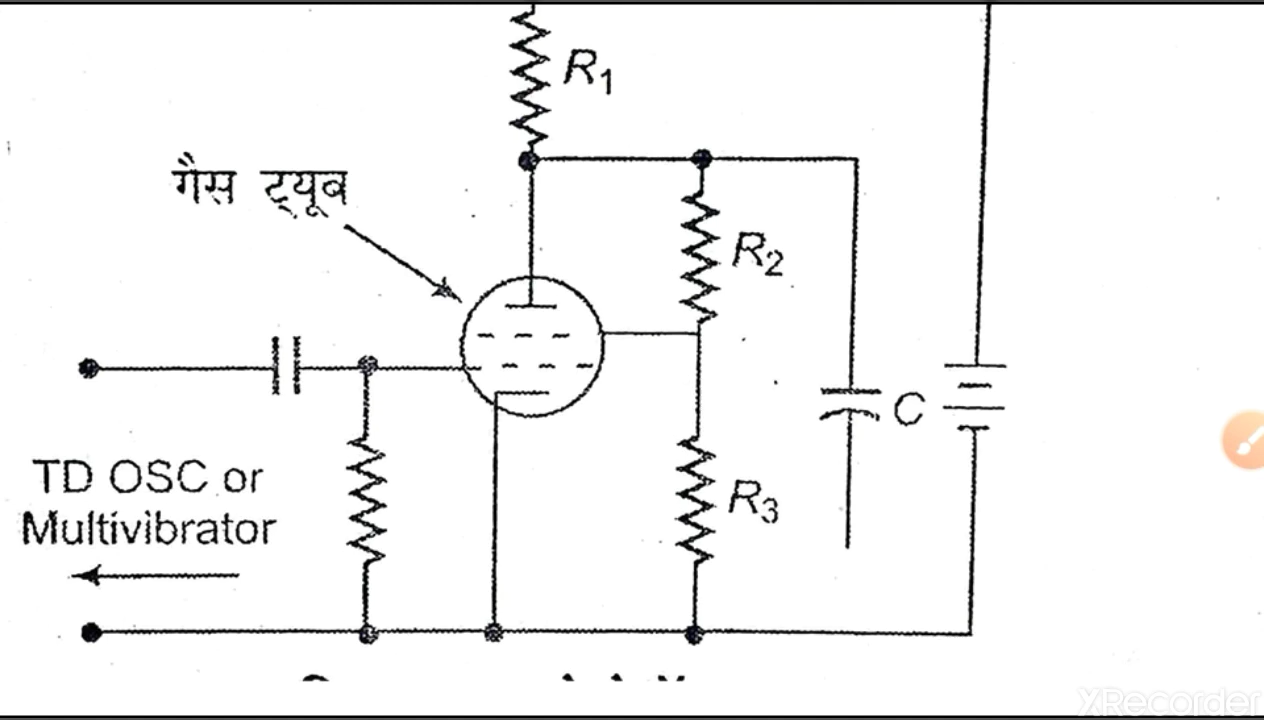 R1
गैस ट्यूब
R2
C
TD OSC or
Multivibrator
R3
XRecorder